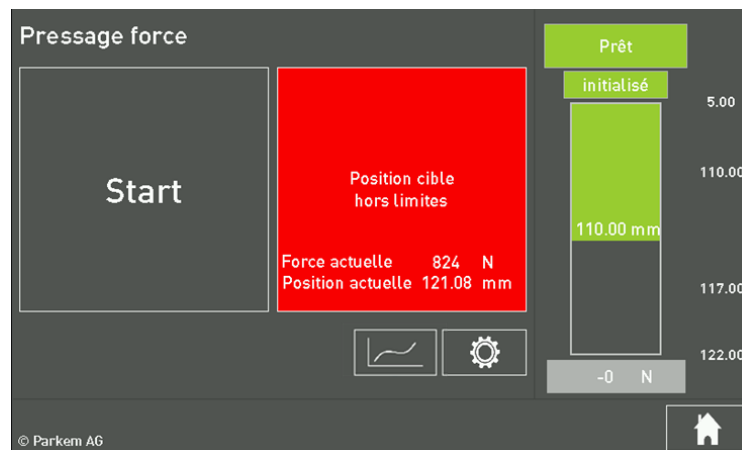 Pressage force
Prêt
initialisé
5.00
110.00
Start
Position cible
hors limites
110.00 mm
Force actuelle 824 N
Position actuelle 121.08 mm
117.00
122.00
-0 N
© Parkem AG